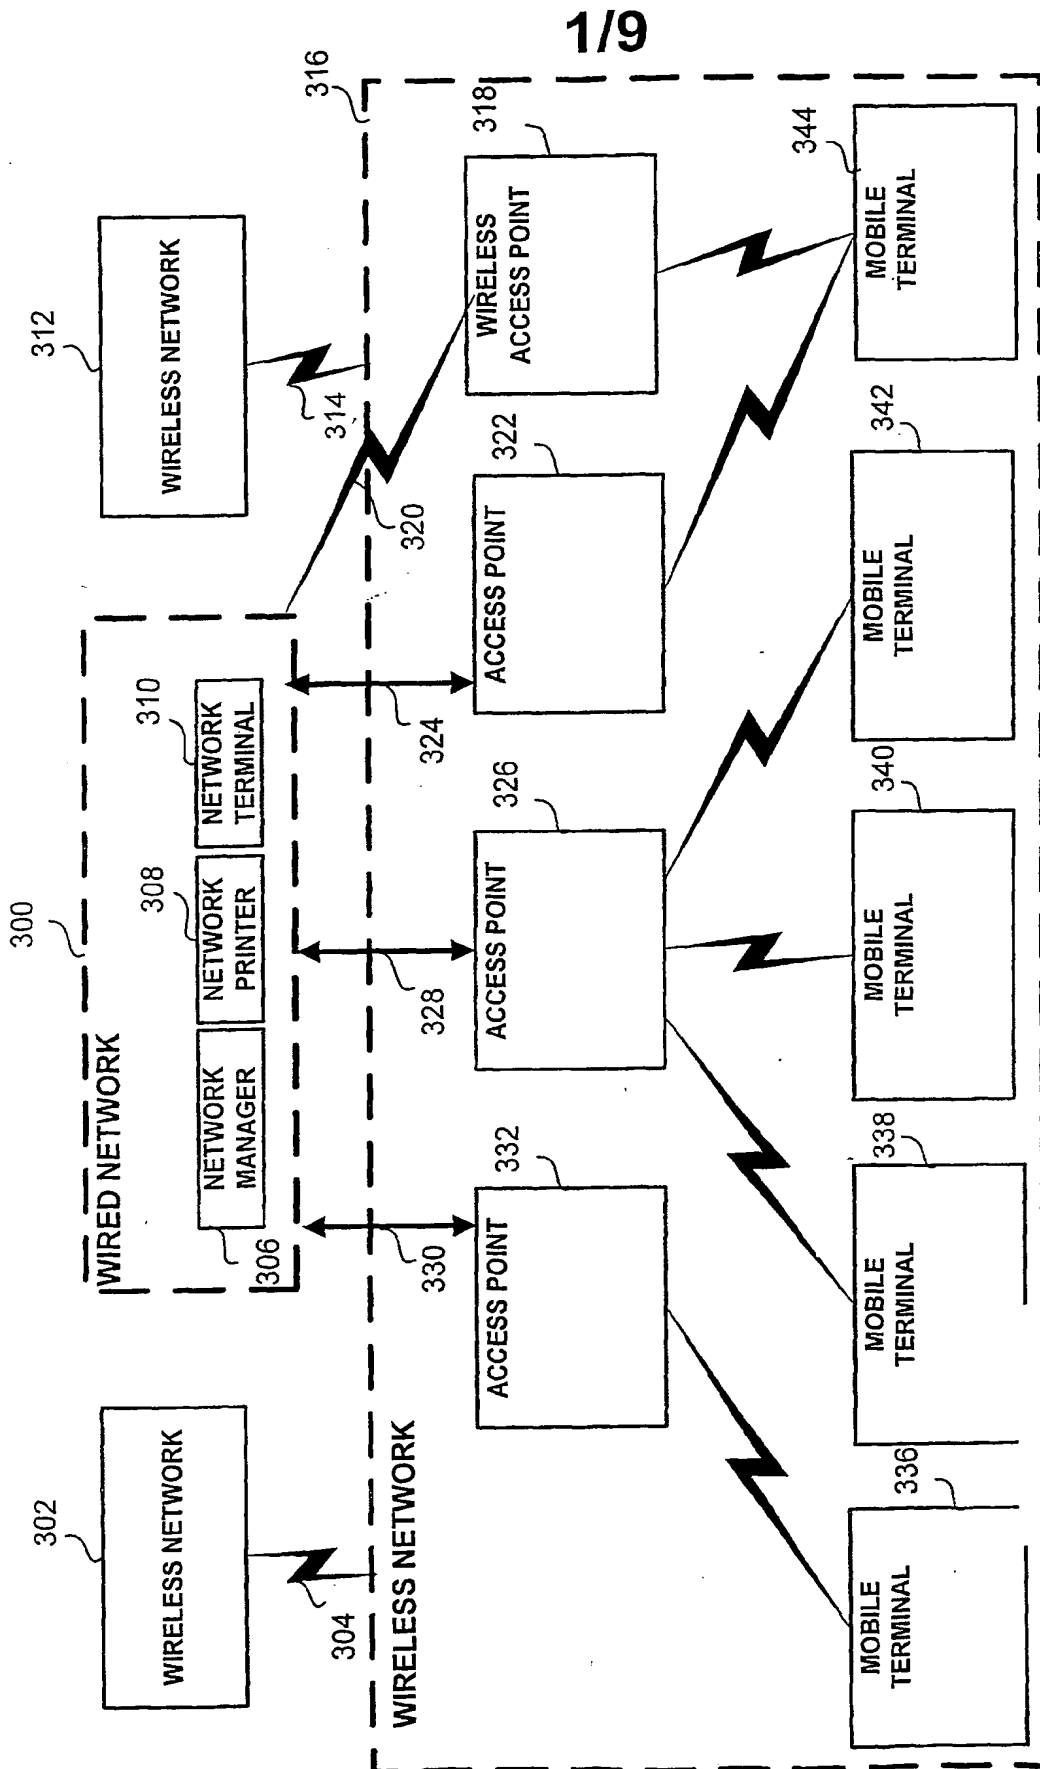 1/9
302
WIRELESS NETWORK
304
300
WIRED NETWORK
NETWORK
MANAGER
306
308
NETWORK
PRINTER
310
NETWORK
TERMINAL
312
WIRELESS NETWORK
314
316
WIRELESS NETWORK
330
328
324
320
332
ACCESS POINT
326
ACCESS POINT
322
ACCESS POINT
318
WIRELESS
ACCESS POINT
336
MOBILE
TERMINAL
338
MOBILE
TERMINAL
340
MOBILE
TERMINAL
342
MOBILE
TERMINAL
344
MOBILE
TERMINAL